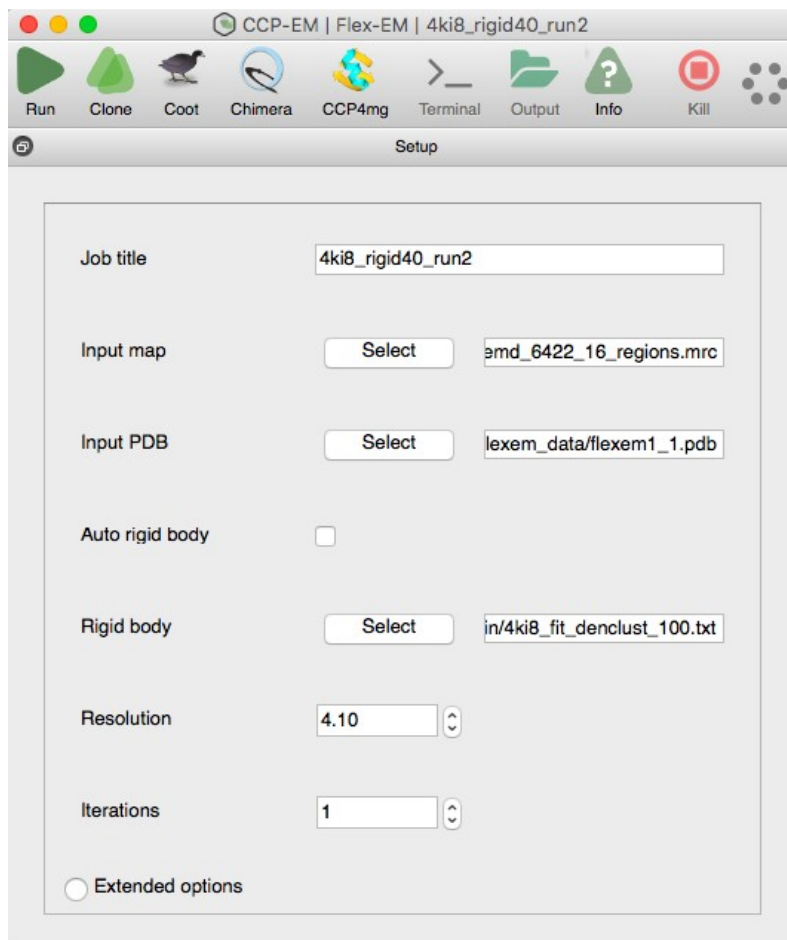 CCP-EM | Flex-EM | 4ki8_rigid40_run2
Run Clone Coot Chimera CCP4mg Terminal Output Info Kill
Setup
Job title 4ki8_rigid40_run2
Input map Select emd_6422_16_regions.mrc
Input PDB Select lexem_data/flexem1_1.pdb
Auto rigid body
Rigid body Select in/4ki8_fit_denclust_100.txt
Resolution 4.10
Iterations 1
Extended options